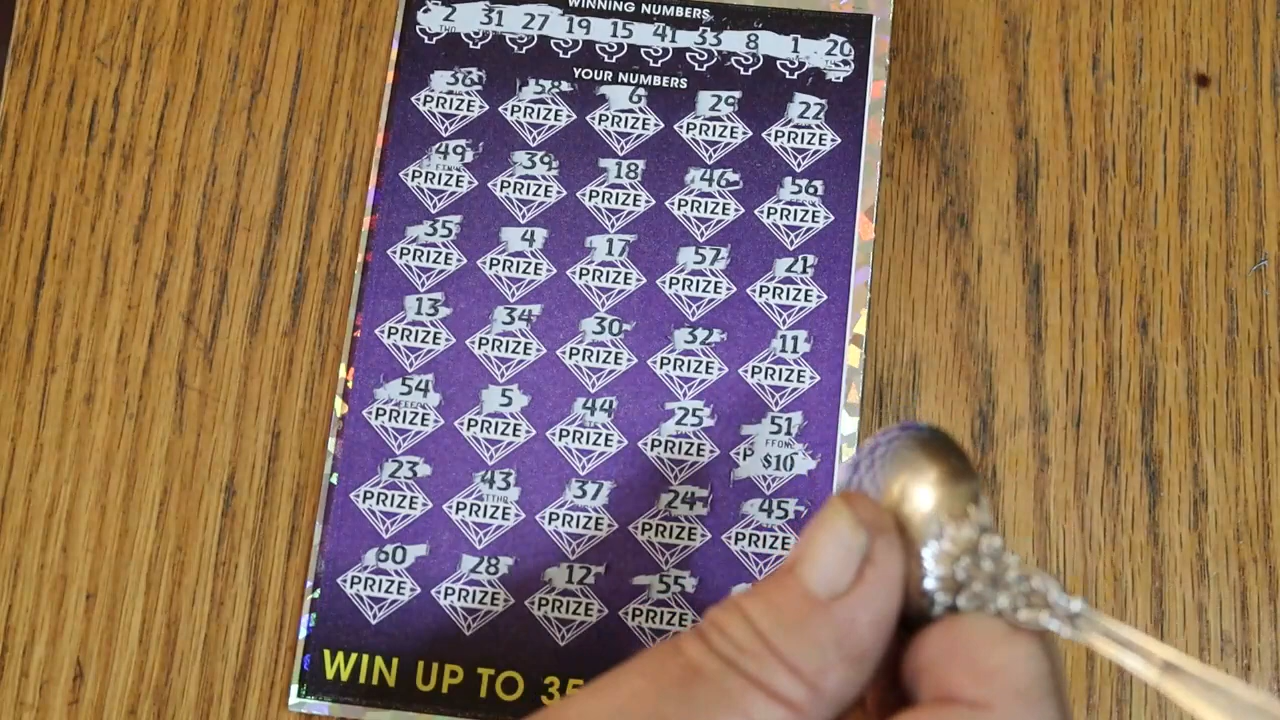 WINNING NUMBERS
2 31 27 19 15 41 33 8 1 20
THO
YOUR NUMBERS
36 58 6 29 22
PRIZE PRIZE PRIZE PRIZE PRIZE
49 39 18 46 56
PRIZE PRIZE PRIZE PRIZE PRIZE
35 4 17 57 21
PRIZE PRIZE PRIZE PRIZE PRIZE
13 34 30 32 11
PRIZE PRIZE PRIZE PRIZE PRIZE
54 5 44 25 51
FFON
PRIZE PRIZE PRIZE PRIZE P $10
23 43 37 24 45
TTHR
PRIZE PRIZE PRIZE PRIZE PRIZE
60 28 12 55
PRIZE PRIZE PRIZE PRIZE
WIN UP TO 35